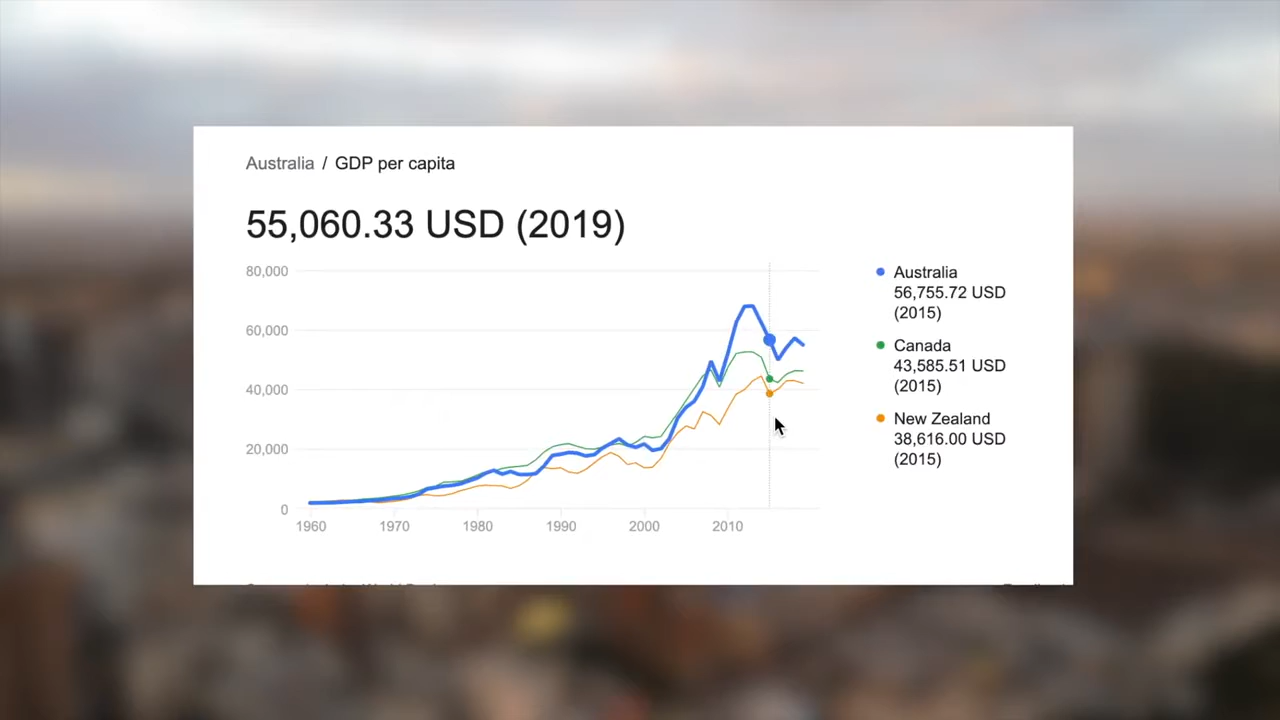 Australia / GDP per capita
55,060.33 USD (2019)
80,000
60,000
40,000
20,000
0
1960 1970 1980 1990 2000 2010
Australia
56,755.72 USD
(2015)
Canada
43,585.51 USD
(2015)
New Zealand
38,616.00 USD
(2015)